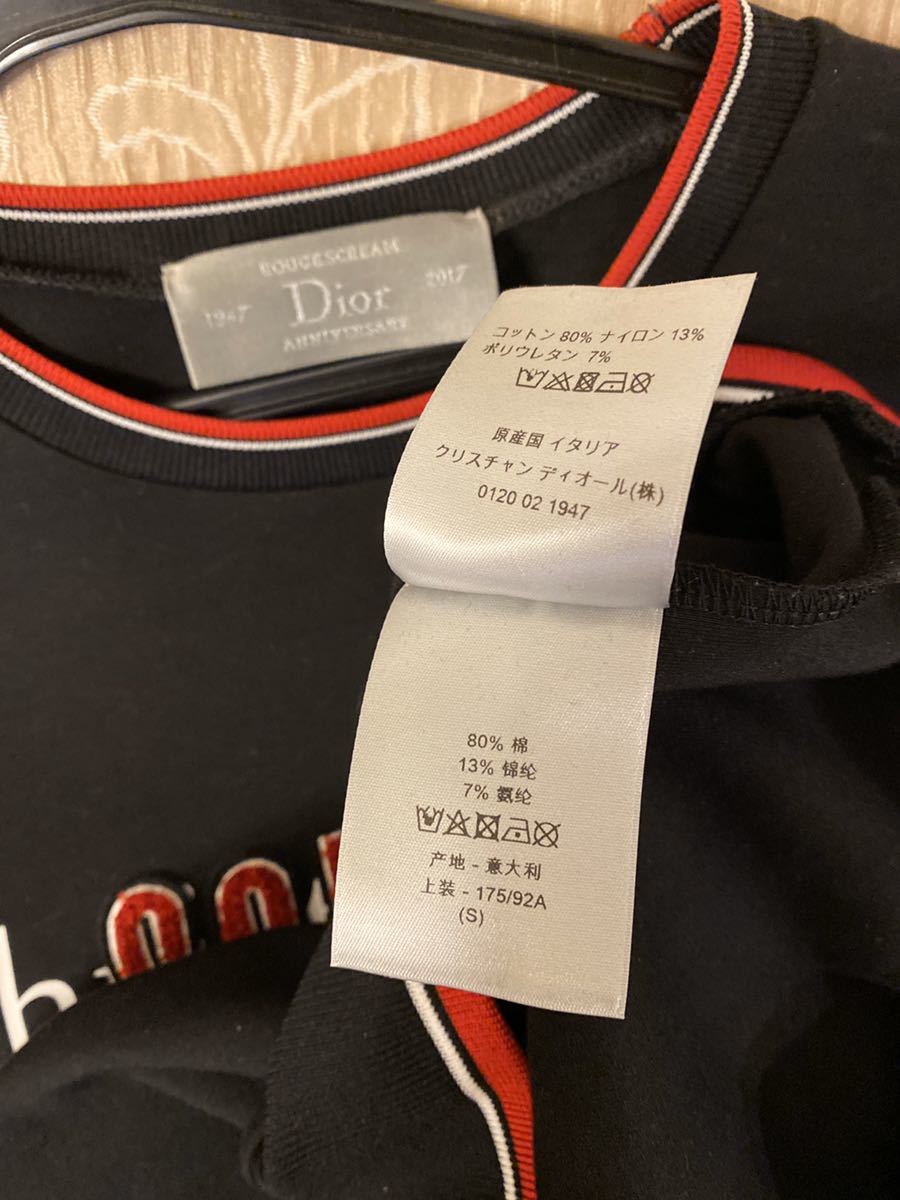 ROUGESCREAM
1947 Dior 2017
ANNIVERSARY
コットン 80% ナイロン 13%
ポリウレタン 7%
原産国 イタリア
クリスチャン ディオール(株)
0120 02 1947
80% 棉
13% 锦纶
7% 氨纶
产地 - 意大利
上装 - 175/92A
(S)